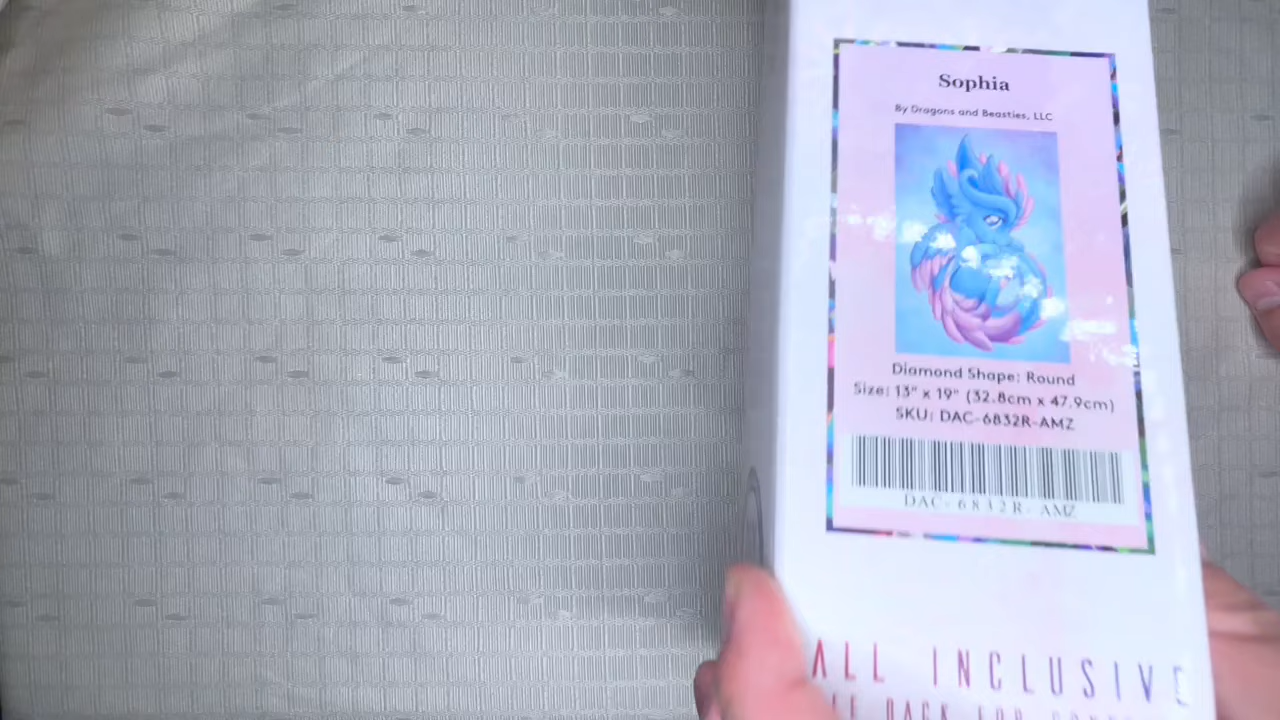 Sophia
By Dragons and Beasties, LLC
Diamond Shape: Round
Size: 13" x 19" (32.8cm x 47.9cm)
SKU: DAC-6832R-AMZ
DAC-6832R-AMZ
ALL INCLUSIVE